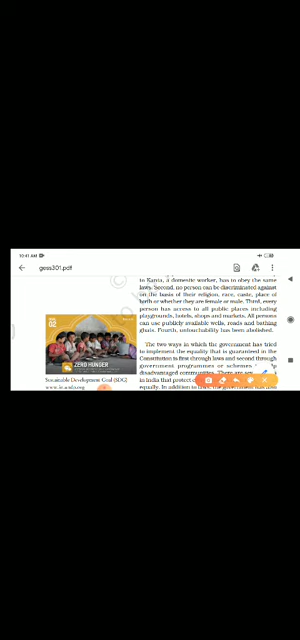 10:41 AM
gess301.pdf
to Kanta, a domestic worker, has to obey the same
laws. Second, no person can be discriminated against
on the basis of their religion, race, caste, place of
birth or whether they are female or male. Third, every
person has access to all public places including
playgrounds, hotels, shops and markets. All persons
can use publicly available wells, roads and bathing
ghats. Fourth, untouchability has been abolished.
The two ways in which the government has tried
to implement the equality that is guaranteed in the
Constitution is first through laws and second through
government programmes or schemes
disadvantaged communities. There are
in India that protect
equally. In addition to laws, the government has
02
ZERO HUNGER
Sustainable Development Goal (SDG)
www.in.undp.org